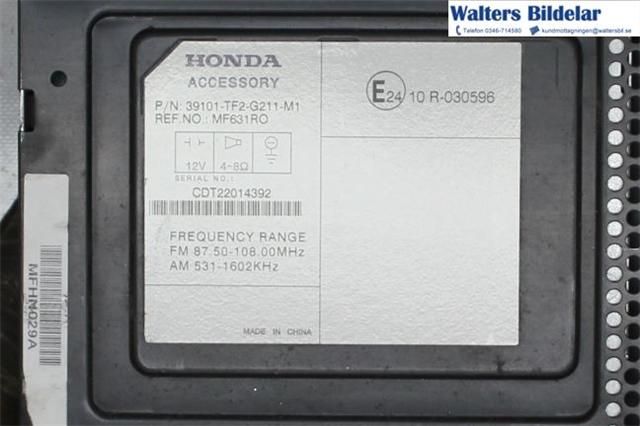 Walters Bildelar
Telefon 0346-714580 kundmottagningen@waltersbil.se
HONDA
ACCESSORY
P/N: 39101-TF2-G211-M1
REF.NO.: MF631RO
12V 4-8Ω
SERIAL NO.:
CDT22014392
FREQUENCY RANGE
FM 87.50-108.00MHz
AM 531-1602KHz
MADE IN CHINA
E24 10 R-030596
MFHN029A